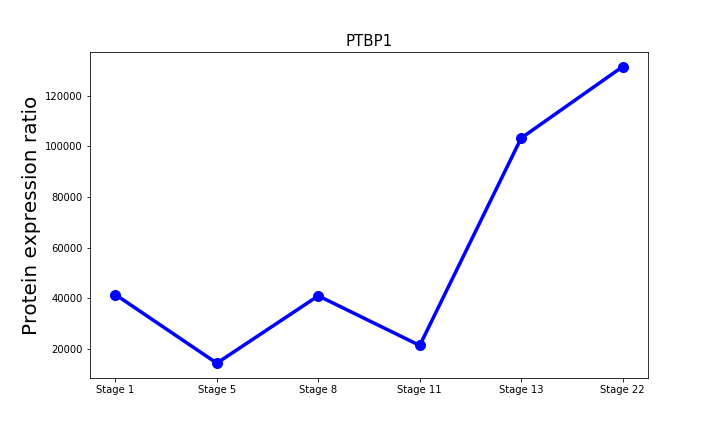 PTBP1
Protein expression ratio
120000
100000
80000
60000
40000
20000
Stage 1 Stage 5 Stage 8 Stage 11 Stage 13 Stage 22